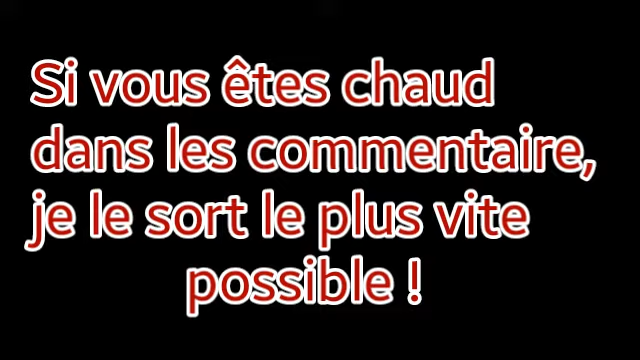 Si vous êtes chaud
dans les commentaire,
je le sort le plus vite
possible !